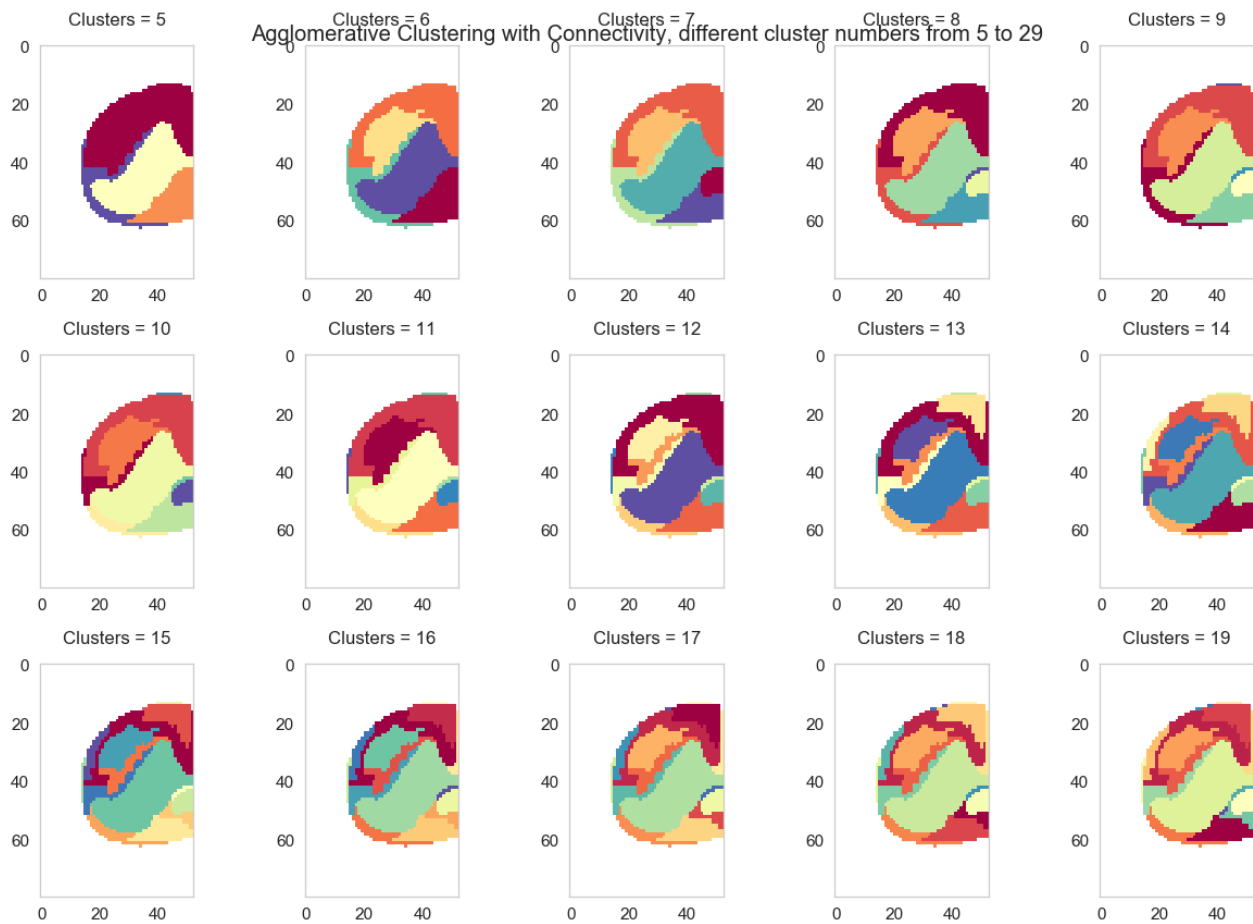 Clusters = 5 Clusters = 6 Clusters = 7 Clusters = 8 Clusters = 9
Agglomerative Clustering with Connectivity, different cluster numbers from 5 to 29
0 0 0 0 0
20 20 20 20 20
40 40 40 40 40
60 60 60 60 60
0 20 40 0 20 40 0 20 40 0 20 40 0 20 40
Clusters = 10 Clusters = 11 Clusters = 12 Clusters = 13 Clusters = 14
0 0 0 0 0
20 20 20 20 20
40 40 40 40 40
60 60 60 60 60
0 20 40 0 20 40 0 20 40 0 20 40 0 20 40
Clusters = 15 Clusters = 16 Clusters = 17 Clusters = 18 Clusters = 19
0 0 0 0 0
20 20 20 20 20
40 40 40 40 40
60 60 60 60 60
0 20 40 0 20 40 0 20 40 0 20 40 0 20 40